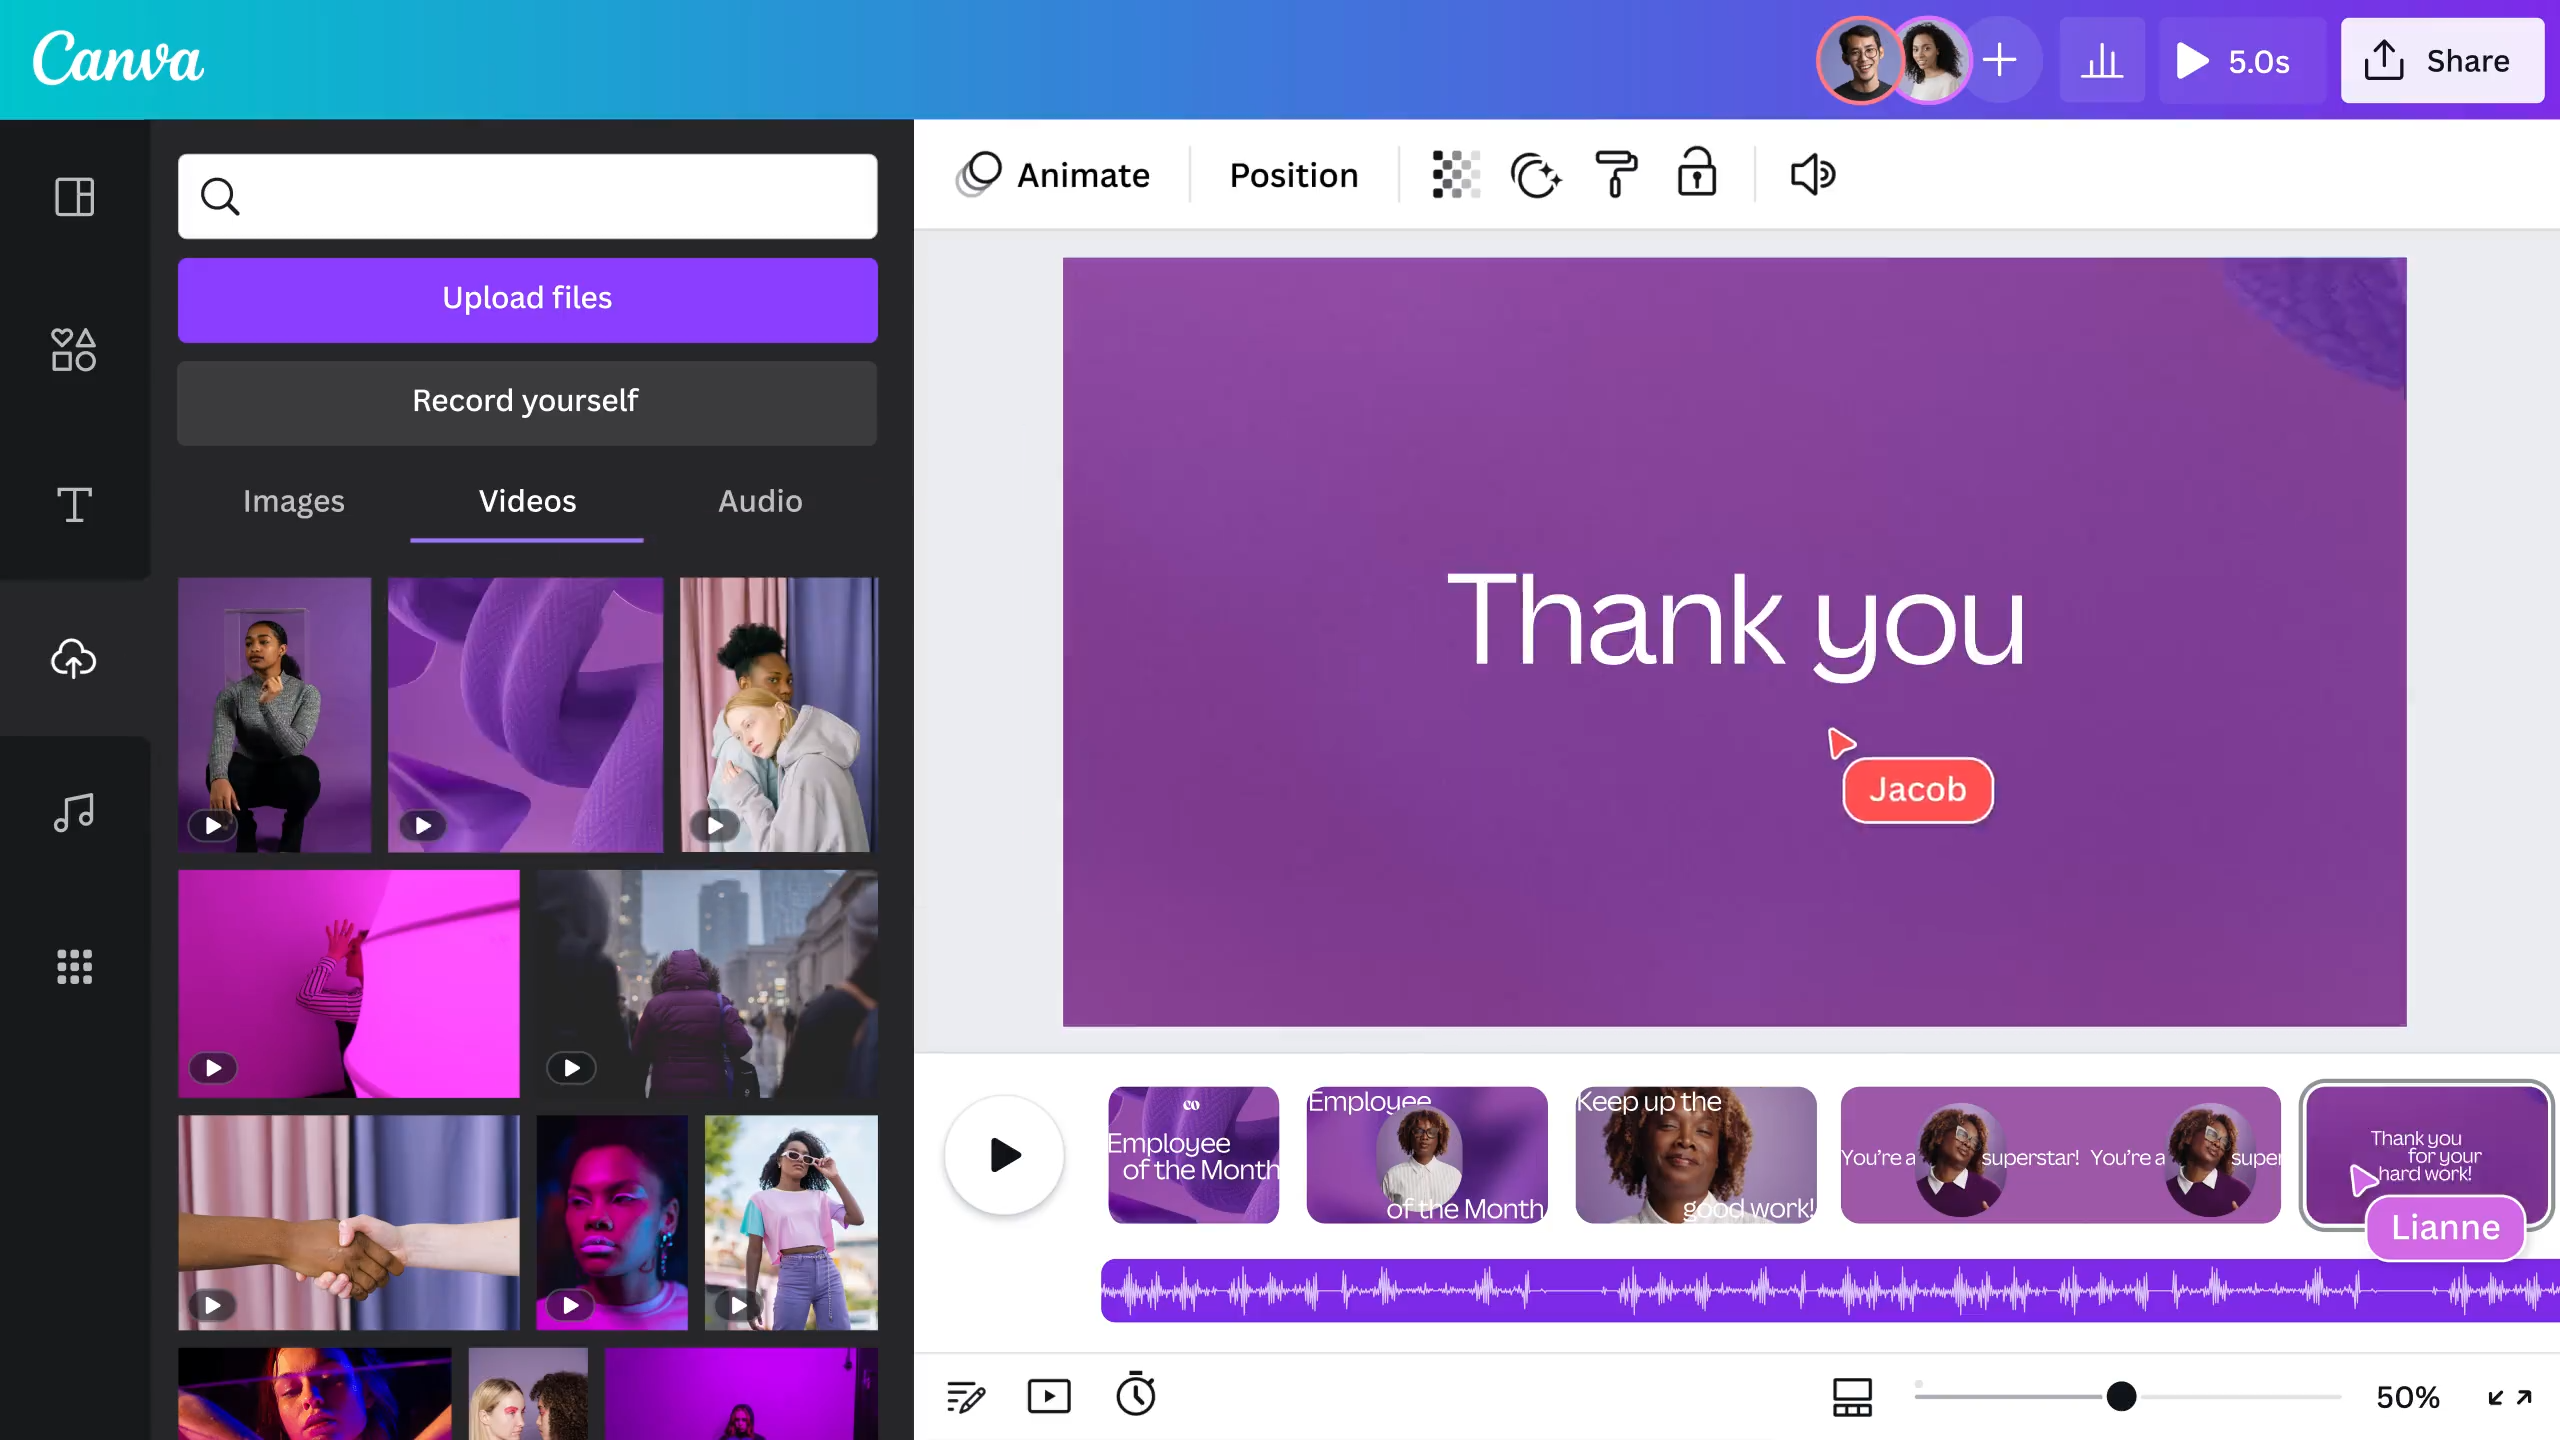 Canva
5.0s
Share
Upload files
Record yourself
Images
Videos
Audio
Animate
Position
Thank you
Jacob
Employee
of the Month
Employee
of the Month
Keep up the
good work!
You're a superstar! You're a super
Thank you
for your
hard work!
Lianne
50%